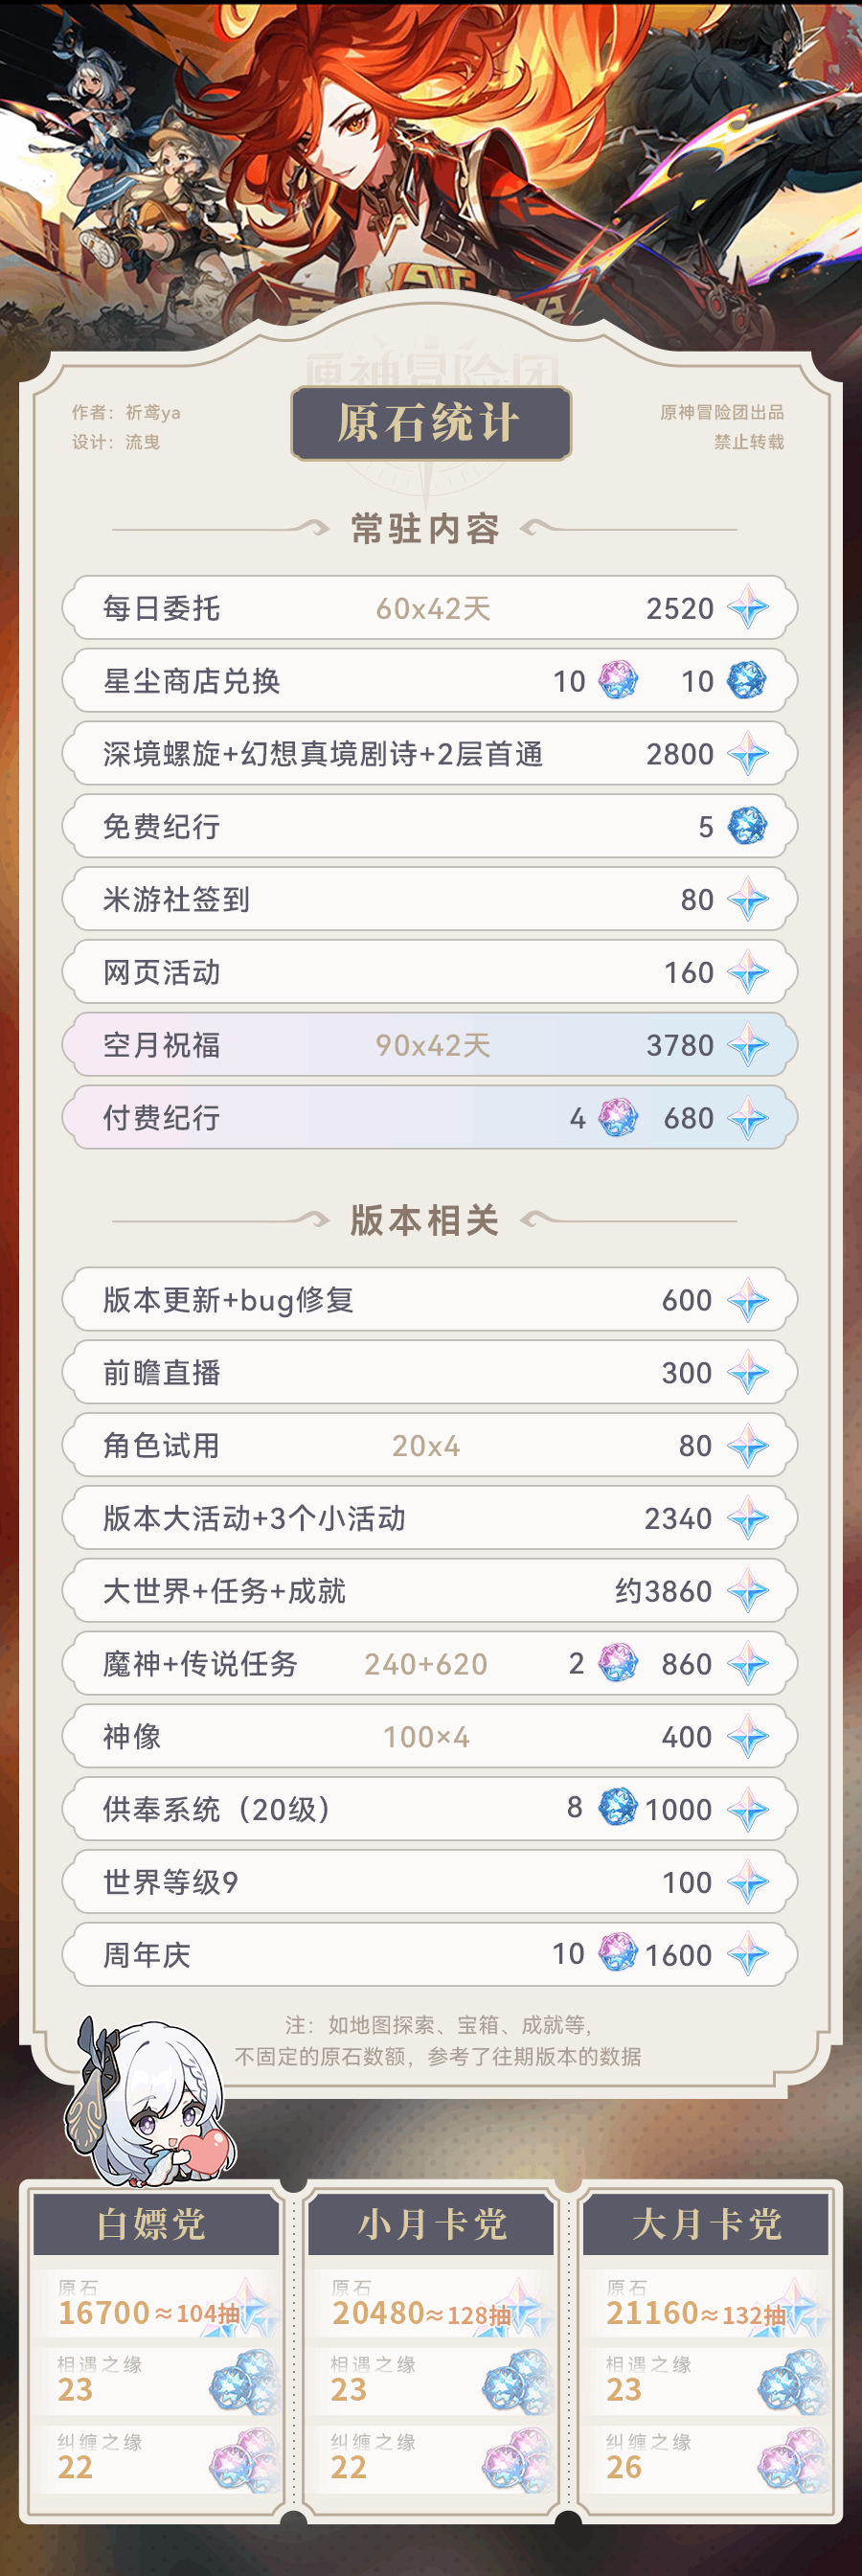 原神冒险团
作者：祈鸢ya
设计：流曳
原石统计
原神冒险团出品
禁止转载
常驻内容
每日委托 60x42天 2520
星尘商店兑换 10 10
深境螺旋+幻想真境剧诗+2层首通 2800
免费纪行 5
米游社签到 80
网页活动 160
空月祝福 90x42天 3780
付费纪行 4 680
版本相关
版本更新+bug修复 600
前瞻直播 300
角色试用 20x4 80
版本大活动+3个小活动 2340
大世界+任务+成就 约3860
魔神+传说任务 240+620 2 860
神像 100×4 400
供奉系统（20级） 8 1000
世界等级9 100
周年庆 10 1600
注：如地图探索、宝箱、成就等，
不固定的原石数额，参考了往期版本的数据
白嫖党
原石
16700≈104抽
相遇之缘
23
纠缠之缘
22
小月卡党
原石
20480≈128抽
相遇之缘
23
纠缠之缘
22
大月卡党
原石
21160≈132抽
相遇之缘
23
纠缠之缘
26